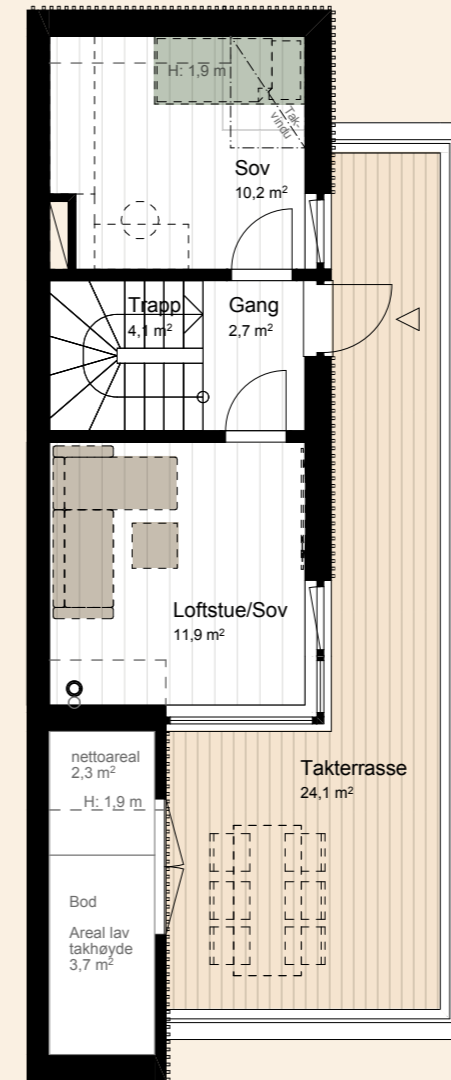 H: 1,9 m
Tak-
vindu
Sov
10,2 m²
Trapp
4,1 m²
Gang
2,7 m²
Loftstue/Sov
11,9 m²
nettoareal
2,3 m²
H: 1,9 m
Takterrasse
24,1 m²
Bod
Areal lav
takhøyde
3,7 m²